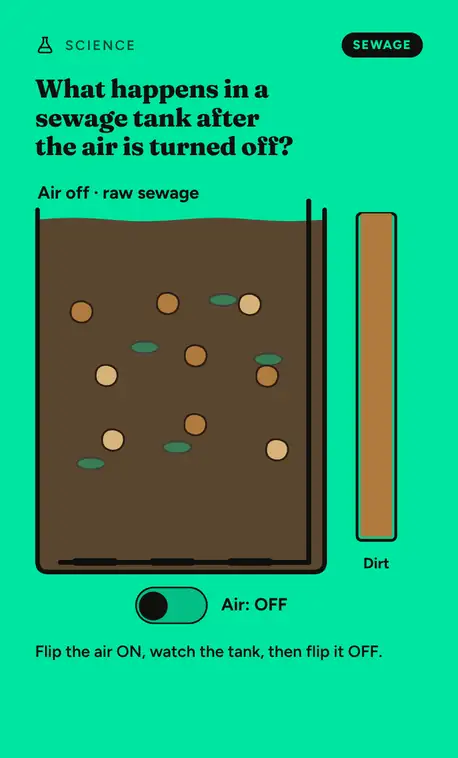 SCIENCE
SEWAGE
What happens in a
sewage tank after
the air is turned off?
Air off · raw sewage
Dirt
Air: OFF
Flip the air ON, watch the tank, then flip it OFF.